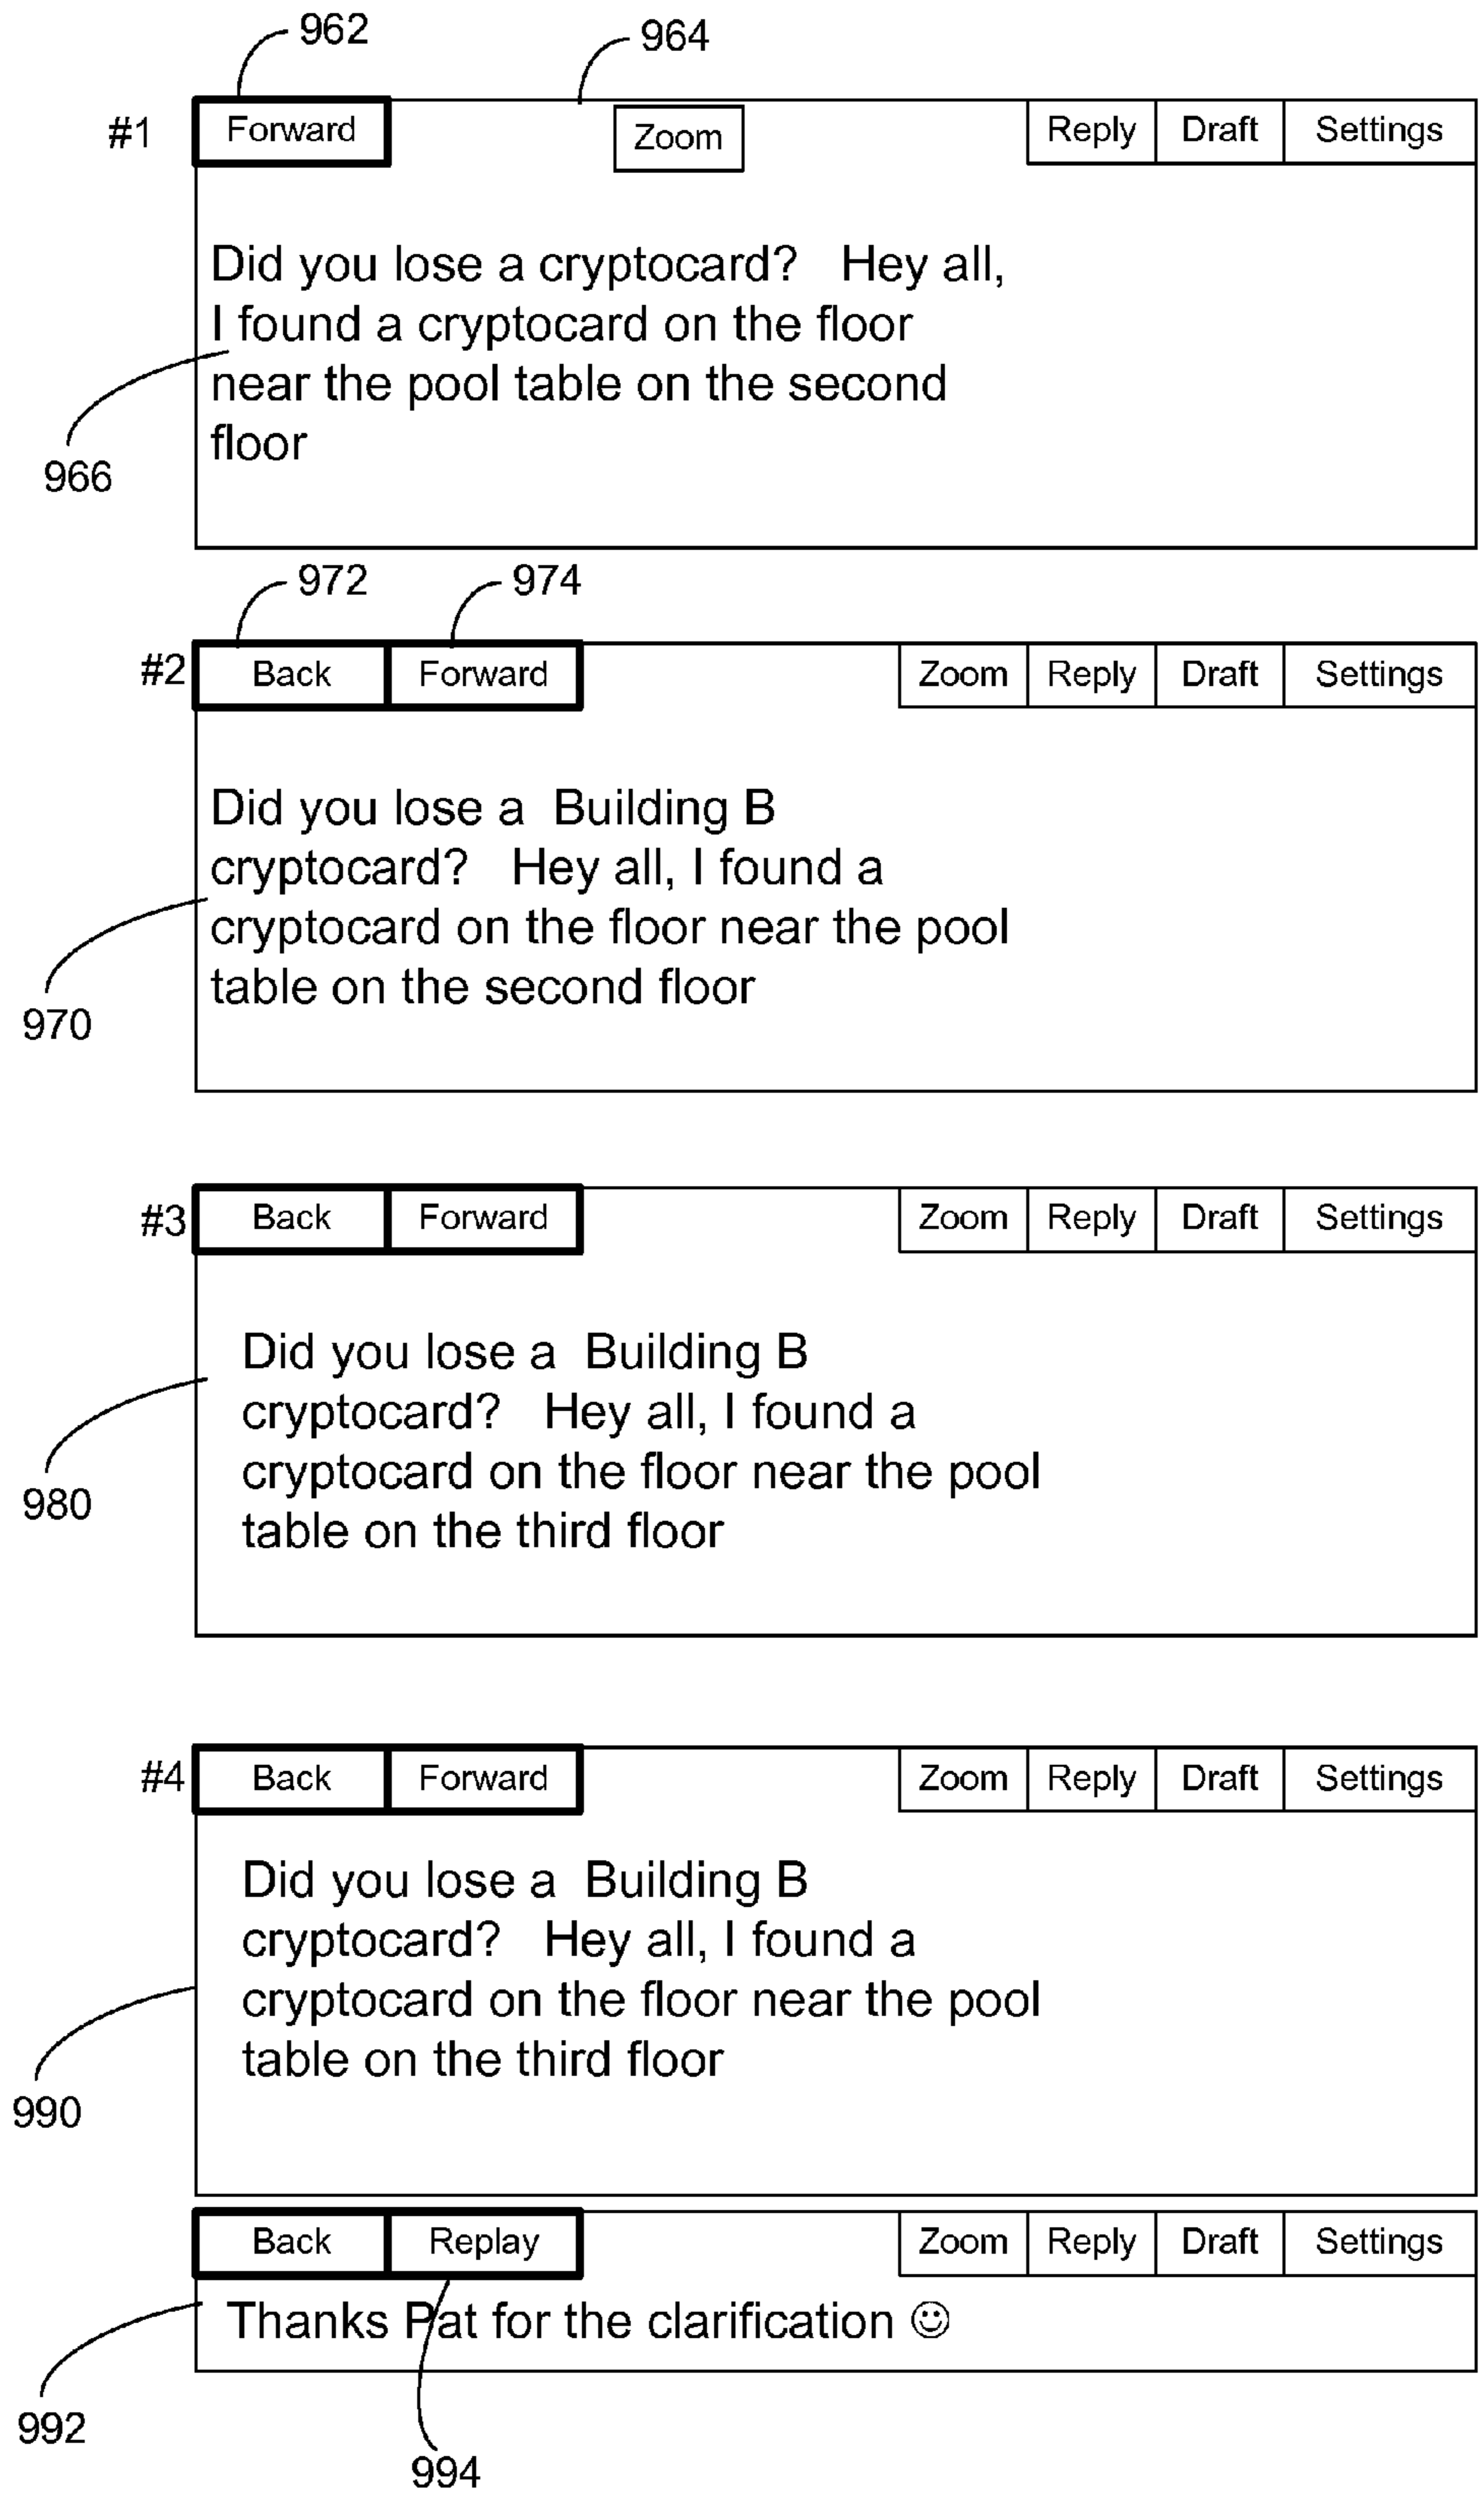 962
964
#1 Forward Zoom Reply Draft Settings
Did you lose a cryptocard? Hey all,
I found a cryptocard on the floor
near the pool table on the second
floor
966
972 974
#2 Back Forward Zoom Reply Draft Settings
Did you lose a Building B
cryptocard? Hey all, I found a
cryptocard on the floor near the pool
table on the second floor
970
#3 Back Forward Zoom Reply Draft Settings
Did you lose a Building B
cryptocard? Hey all, I found a
cryptocard on the floor near the pool
table on the third floor
980
#4 Back Forward Zoom Reply Draft Settings
Did you lose a Building B
cryptocard? Hey all, I found a
cryptocard on the floor near the pool
table on the third floor
990
Back Replay Zoom Reply Draft Settings
Thanks Pat for the clarification ☺
992
994